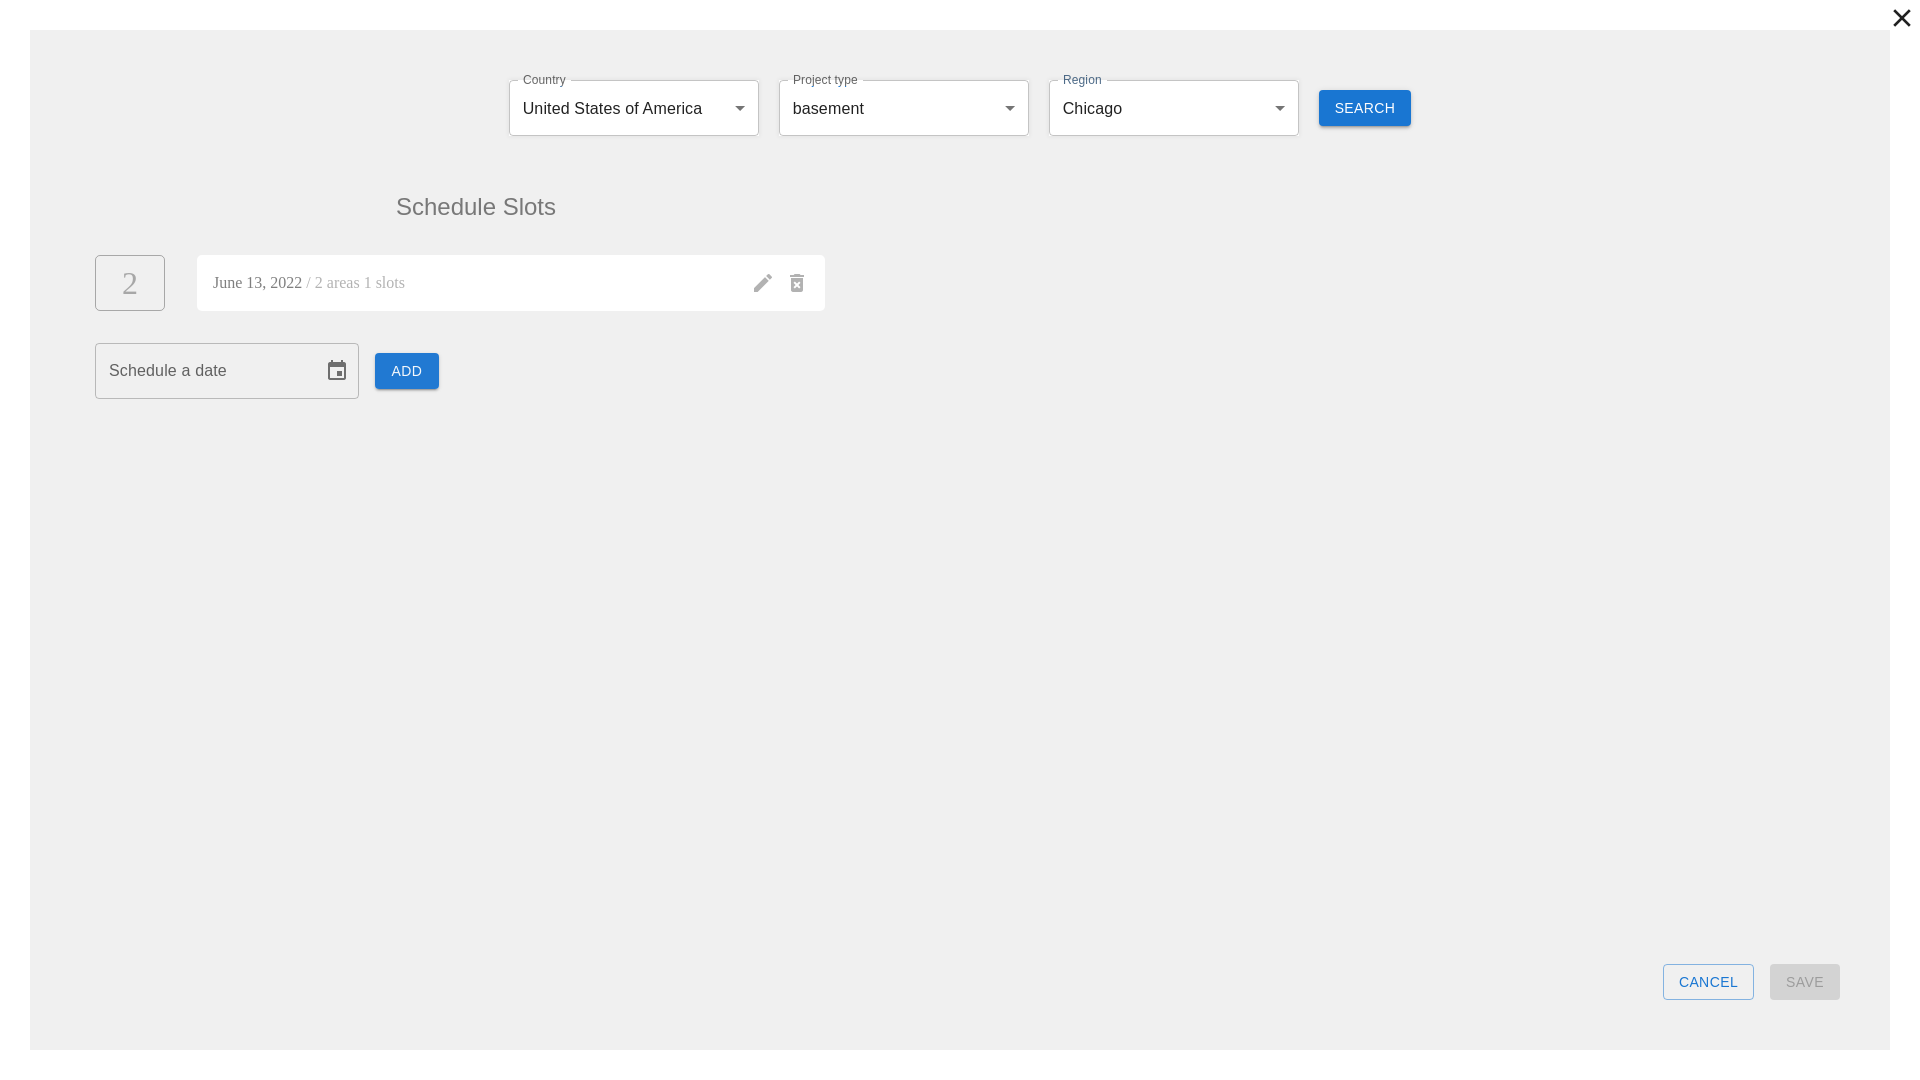 Country
United States of America
Project type
basement
Region
Chicago
SEARCH
Schedule Slots
2
June 13, 2022 / 2 areas 1 slots
Schedule a date
ADD
CANCEL
SAVE